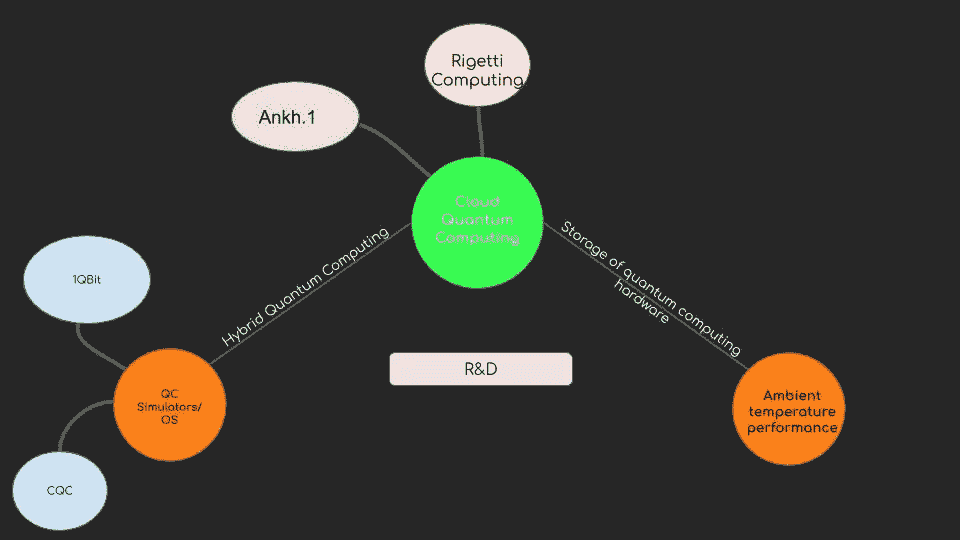 Rigetti
Computing
Ankh.1
Cloud
Quantum
Computing
Hybrid Quantum Computing
Storage of quantum computing
hardware
1QBit
R&D
QC
Simulators/
OS
Ambient
temperature
performance
CQC